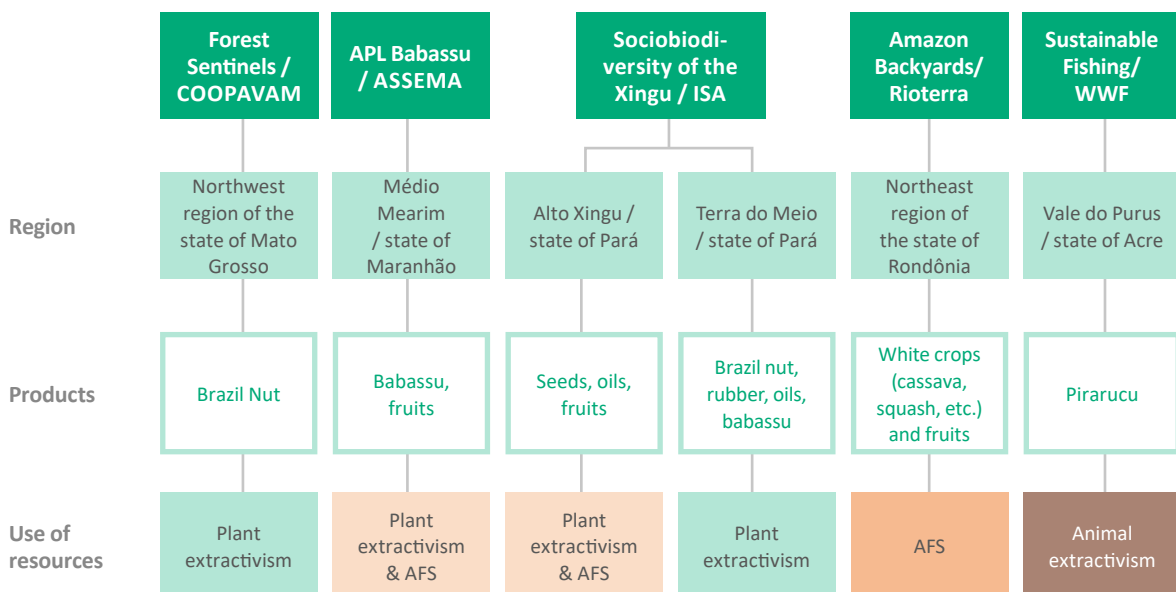 Forest
Sentinels /
COOPAVAM
APL Babassu
/ ASSEMA
Sociobiodi-
versity of the
Xingu / ISA
Amazon
Backyards/
Rioterra
Sustainable
Fishing/
WWF
Region
Northwest
region of the
state of Mato
Grosso
Médio
Mearim
/ state of
Maranhão
Alto Xingu /
state of Pará
Terra do Meio
/ state of Pará
Northeast
region of
the state of
Rondônia
Vale do Purus
/ state of Acre
Products
Brazil Nut
Babassu,
fruits
Seeds, oils,
fruits
Brazil nut,
rubber, oils,
babassu
White crops
(cassava,
squash, etc.)
and fruits
Pirarucu
Use of
resources
Plant
extractivism
Plant
extractivism
& AFS
Plant
extractivism
& AFS
Plant
extractivism
AFS
Animal
extractivism